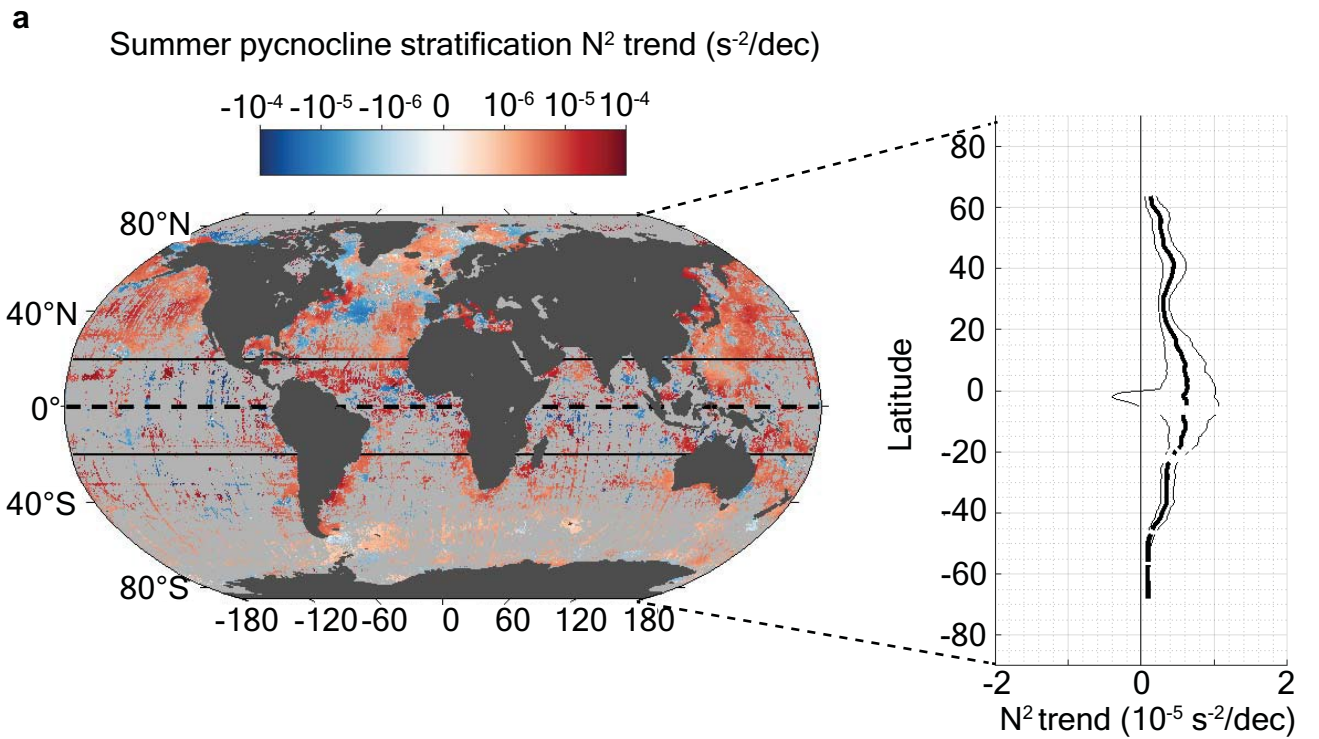 a
Summer pycnocline stratification N² trend (s⁻²/dec)
-10⁻⁴ -10⁻⁵ -10⁻⁶ 0 10⁻⁶ 10⁻⁵ 10⁻⁴
80°N
40°N
0°
40°S
80°S
-180 -120 -60 0 60 120 180
Latitude
80
60
40
20
0
-20
-40
-60
-80
-2 0 2
N² trend (10⁻⁵ s⁻²/dec)